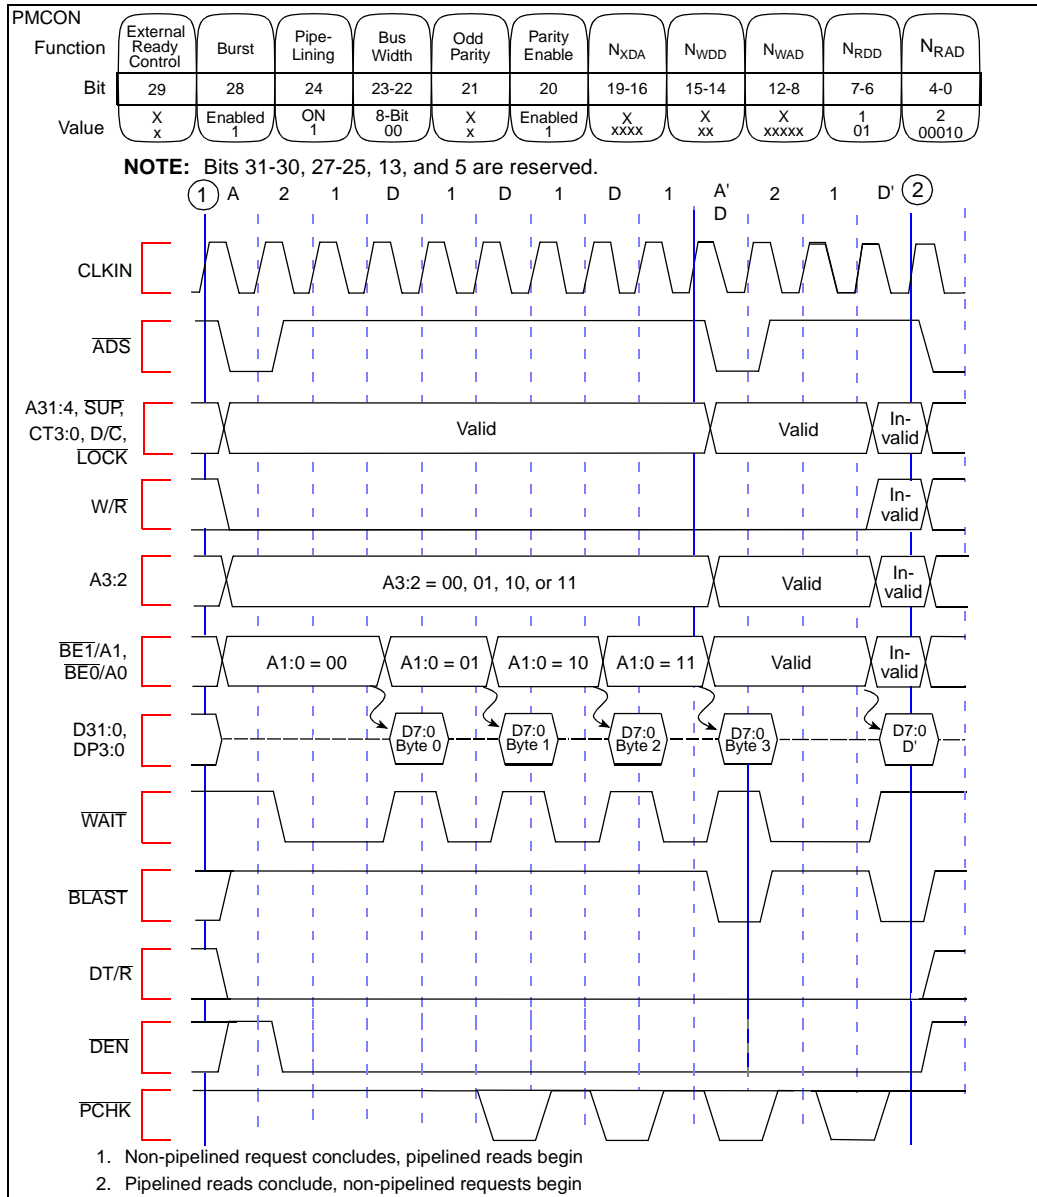 PMCON
Function External Ready Control Burst Pipe-Lining Bus Width Odd Parity Parity Enable NXDA NWDD NWAD NRDD NRAD
Bit 29 28 24 23-22 21 20 19-16 15-14 12-8 7-6 4-0
Value X x Enabled 1 ON 1 8-Bit 00 X x Enabled 1 X xxxx X xx X xxxxx 1 01 2 00010
NOTE: Bits 31-30, 27-25, 13, and 5 are reserved.
1 A 2 1 D 1 D 1 D 1 A' 2 1 D' 2
D
CLKIN
ADS
A31:4, SUP,
CT3:0, D/C,
LOCK
Valid Valid In-
valid
W/R In-
valid
A3:2 A3:2 = 00, 01, 10, or 11 Valid In-
valid
BE1/A1,
BE0/A0
A1:0 = 00 A1:0 = 01 A1:0 = 10 A1:0 = 11 Valid In-
valid
D31:0,
DP3:0
D7:0 D7:0 D7:0 D7:0 D7:0
Byte 0 Byte 1 Byte 2 Byte 3 D'
WAIT
BLAST
DT/R
DEN
PCHK
1. Non-pipelined request concludes, pipelined reads begin
2. Pipelined reads conclude, non-pipelined requests begin